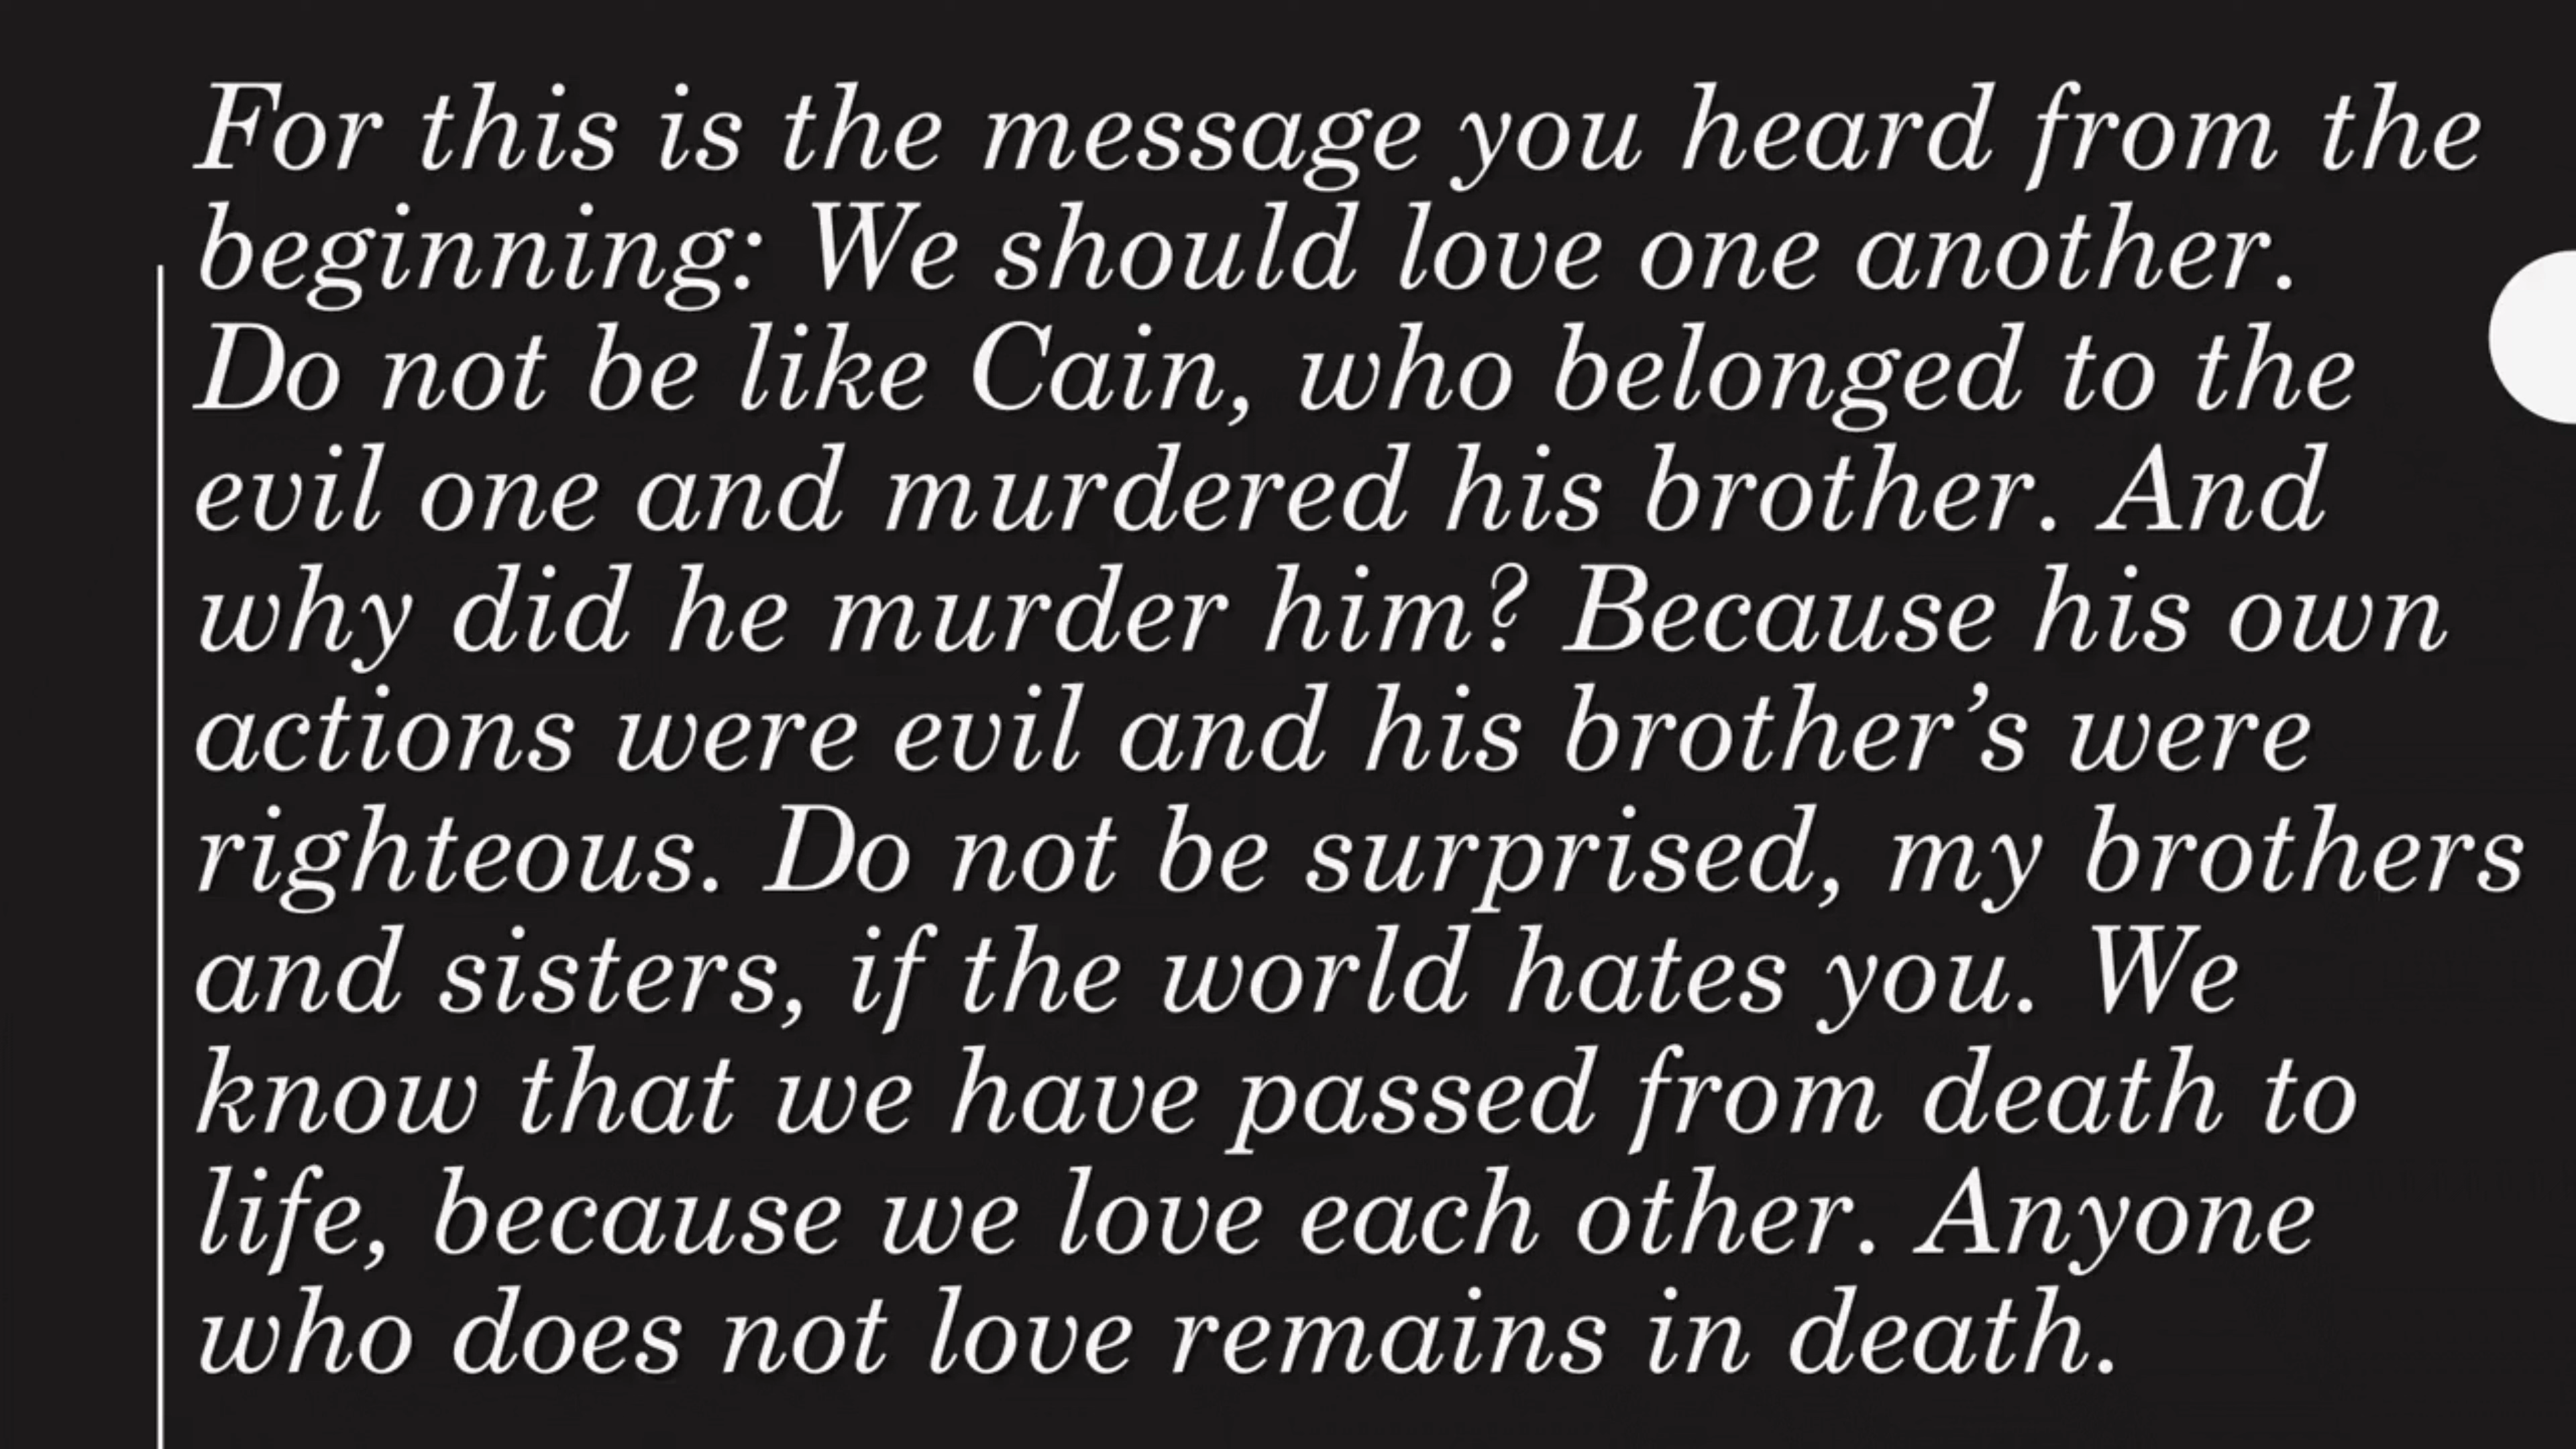 For this is the message you heard from the
beginning: We should love one another.
Do not be like Cain, who belonged to the
evil one and murdered his brother. And
why did he murder him? Because his own
actions were evil and his brother’s were
righteous. Do not be surprised, my brothers
and sisters, if the world hates you. We
know that we have passed from death to
life, because we love each other. Anyone
who does not love remains in death.